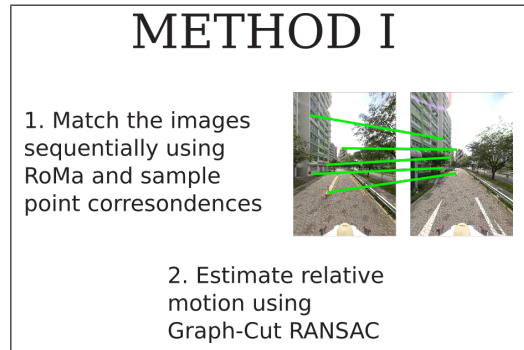 METHOD I
1. Match the images
sequentially using
RoMa and sample
point corresondences
2. Estimate relative
motion using
Graph-Cut RANSAC